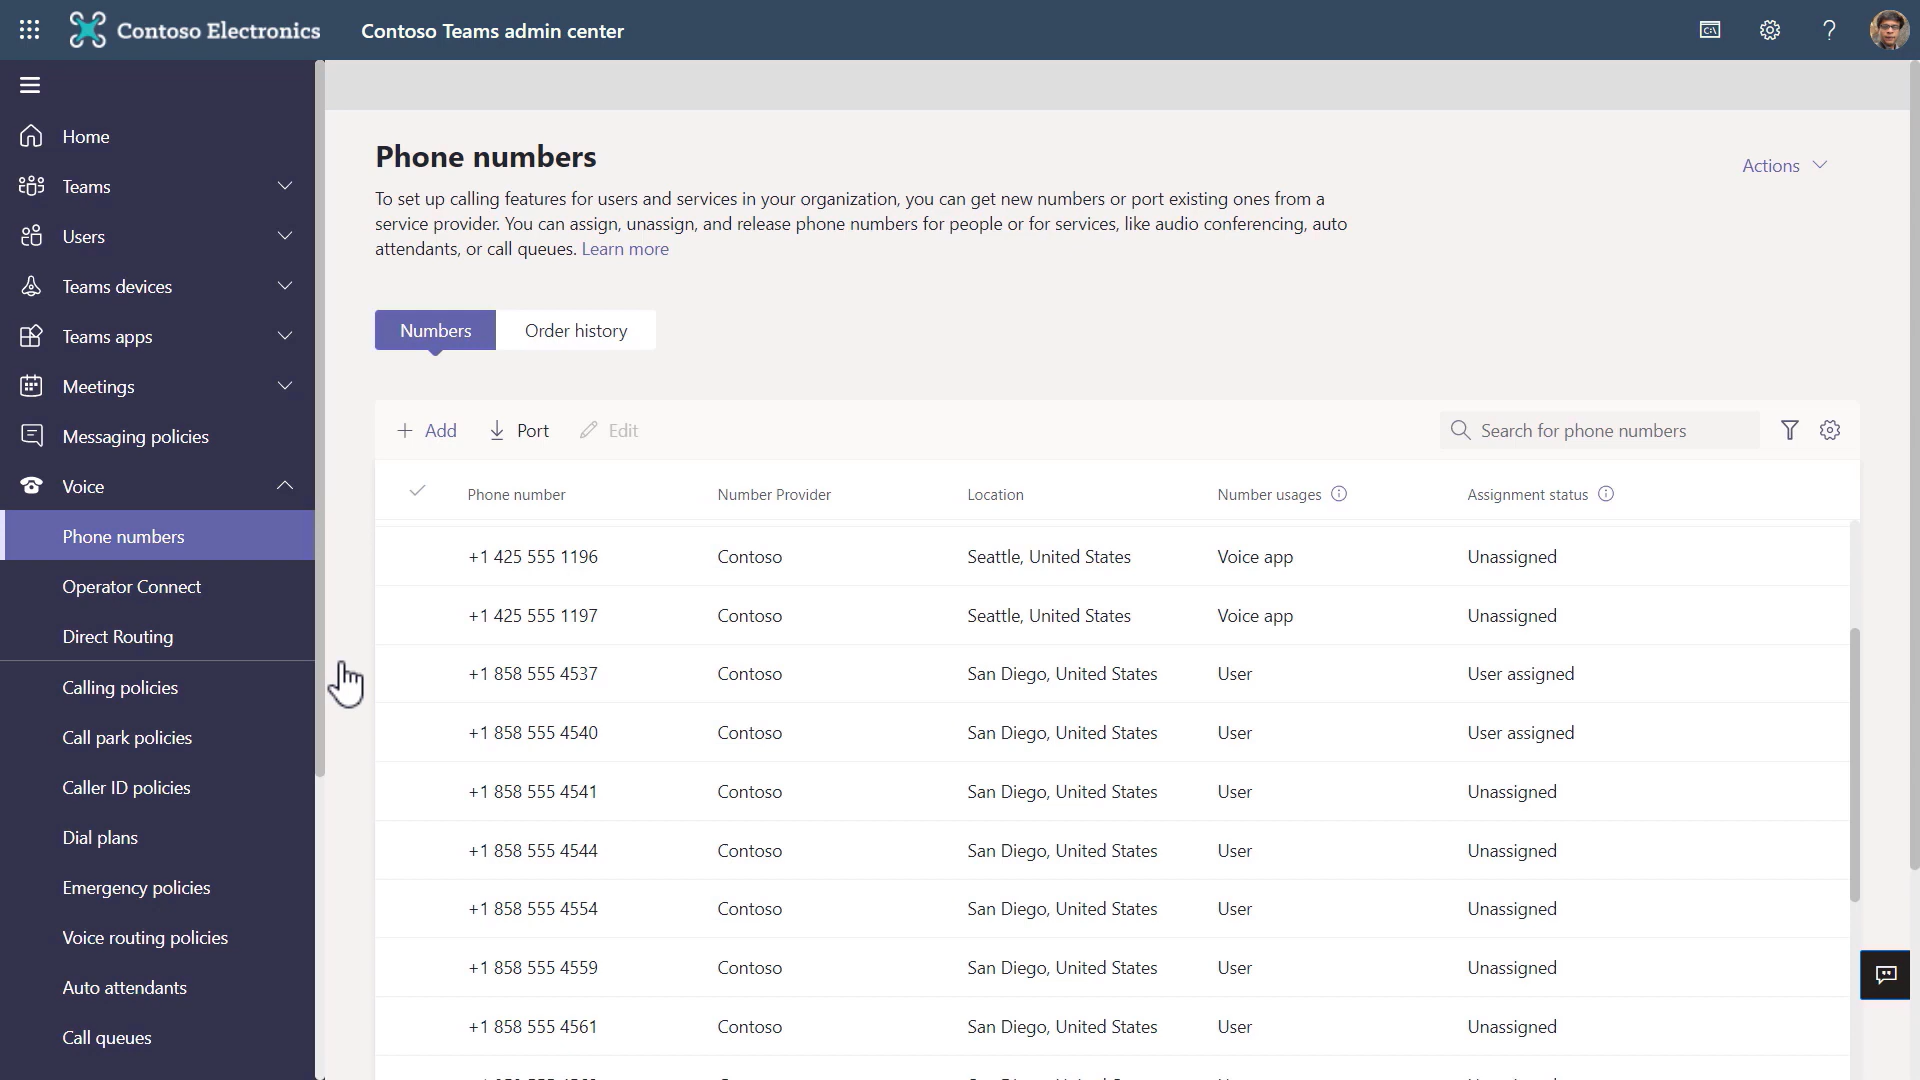 Contoso Electronics
Contoso Teams admin center
Home
Teams
Users
Teams devices
Teams apps
Meetings
Messaging policies
Voice
Phone numbers
Operator Connect
Direct Routing
Calling policies
Call park policies
Caller ID policies
Dial plans
Emergency policies
Voice routing policies
Auto attendants
Call queues
Phone numbers
Actions
To set up calling features for users and services in your organization, you can get new numbers or port existing ones from a
service provider. You can assign, unassign, and release phone numbers for people or for services, like audio conferencing, auto
attendants, or call queues. Learn more
Numbers Order history
+ Add Port Edit Search for phone numbers
Phone number Number Provider Location Number usages Assignment status
+1 425 555 1196 Contoso Seattle, United States Voice app Unassigned
+1 425 555 1197 Contoso Seattle, United States Voice app Unassigned
+1 858 555 4537 Contoso San Diego, United States User User assigned
+1 858 555 4540 Contoso San Diego, United States User User assigned
+1 858 555 4541 Contoso San Diego, United States User Unassigned
+1 858 555 4544 Contoso San Diego, United States User Unassigned
+1 858 555 4554 Contoso San Diego, United States User Unassigned
+1 858 555 4559 Contoso San Diego, United States User Unassigned
+1 858 555 4561 Contoso San Diego, United States User Unassigned